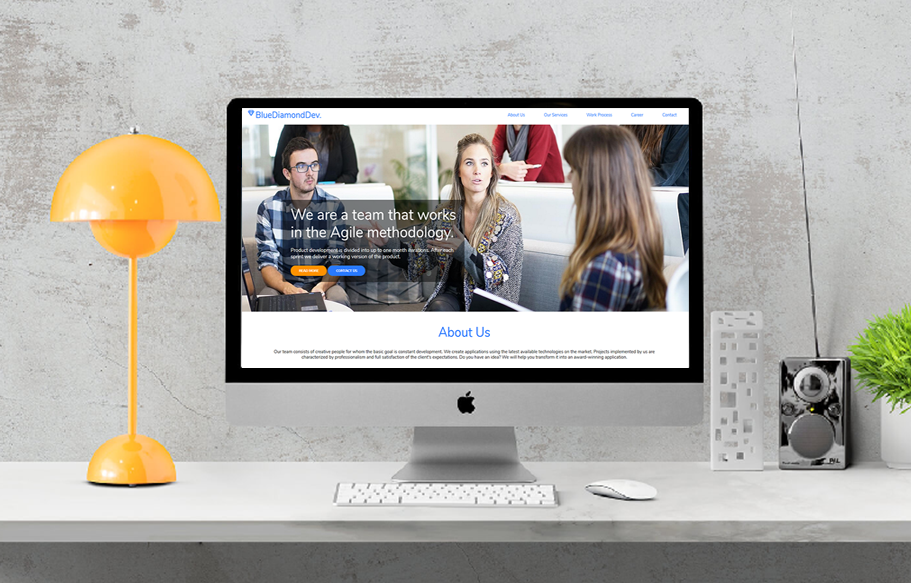 BlueDiamondDev.
About Us Our Services Work Process Career Contact
We are a team that works
in the Agile methodology.
Product development is divided into up to one month iterations. After each
sprint we deliver a working version of the product.
READ MORE CONTACT US
About Us
Our team consists of creative people for whom the basic goal is constant development. We create applications using the latest available technologies on the market. Projects implemented by us are
characterized by professionalism and full satisfaction of the client's expectations. Do you have an idea? We will help you transform it into an award-winning application.